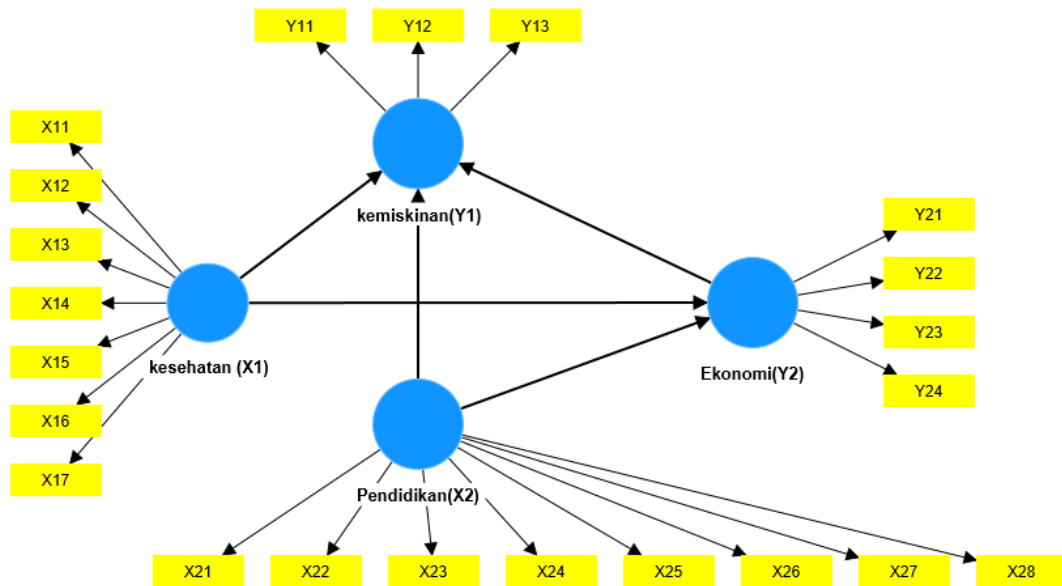 Y11
Y12
Y13
X11
X12
X13
X14
X15
X16
X17
kemiskinan(Y1)
kesehatan (X1)
Y21
Y22
Y23
Y24
Ekonomi(Y2)
Pendidikan(X2)
X21
X22
X23
X24
X25
X26
X27
X28